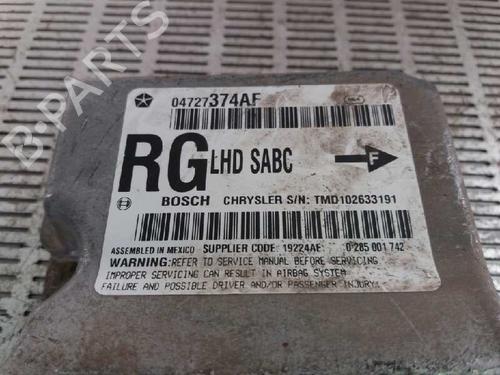 B-PARTS
04727374AF
RG LHD SABC F
BOSCH CHRYSLER S/N: TMD102633191
ASSEMBLED IN MEXICO SUPPLIER CODE: 19224AE 0 285 001 742
WARNING:REFER TO SERVICE MANUAL BEFORE SERVICING
IMPROPER SERVICING CAN RESULT IN AIRBAG SYSTEM
FAILURE AND POSSIBLE DRIVER AND/OR PASSENGER INJURY.